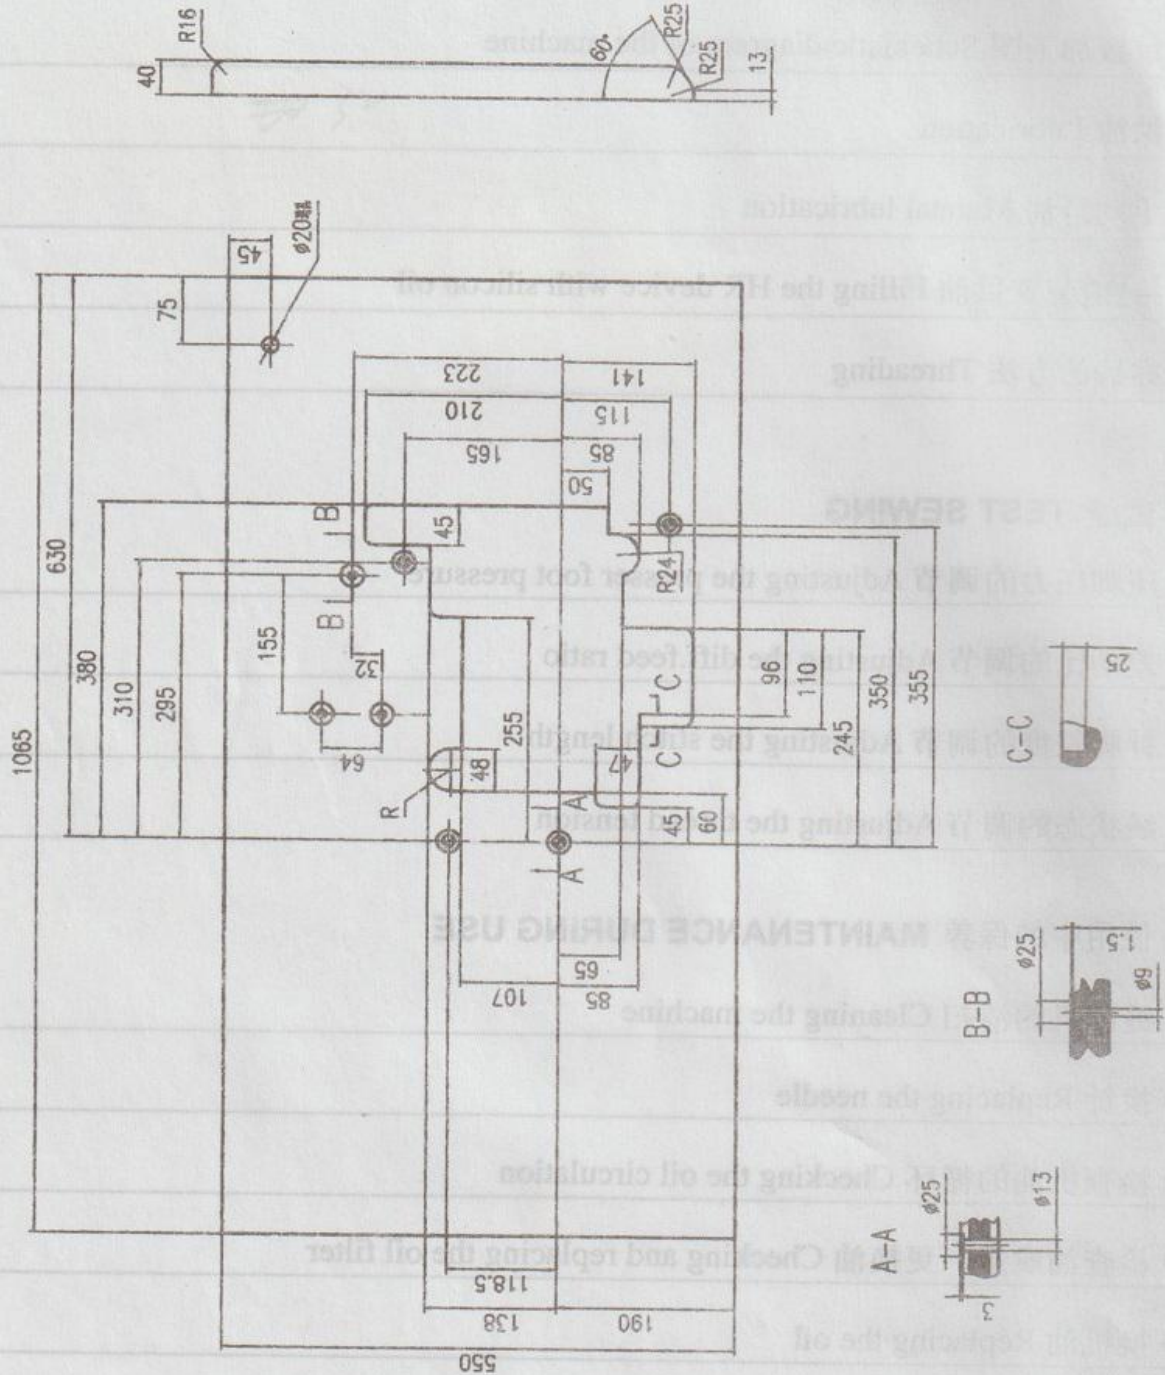 R16
40
60°
R25
R25
13
45
75
ø20
1065
630
380
310
295
155
32
64
B
B
45
223
210
165
141
115
85
50
R24
R
48
255
47
A
A
45
60
C
C
96
110
245
350
355
107
65
85
118.5
138
190
550
C-C
25
B-B
ø25
1.5
ø9
A-A
ø25
ø13
3
Manual lubrication
Filling the HR device with silicon oil
Threading
TEST SEWING
Adjusting the presser foot pressure
Adjusting the diff.feed ratio
Adjusting the stitch length
Adjusting the thread tension
MAINTENANCE DURING USE
Cleaning the machine
Replacing the needle
Checking the oil circulation
Checking and replacing the oil filter
Replacing the oil